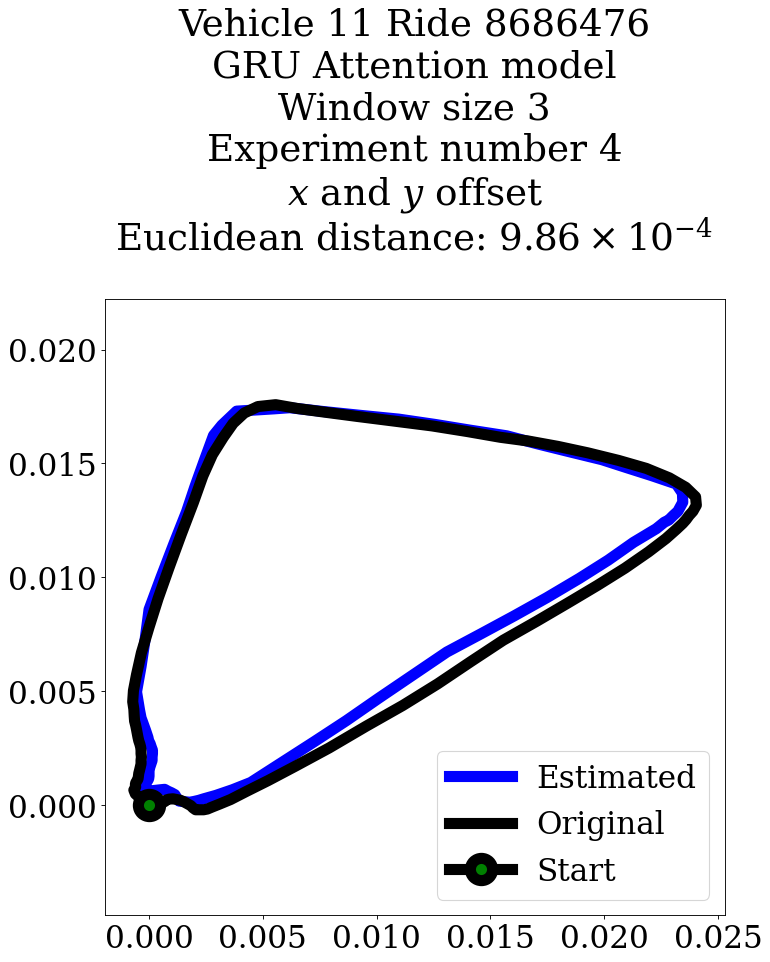 Vehicle 11 Ride 8686476
GRU Attention model
Window size 3
Experiment number 4
x and y offset
Euclidean distance: 9.86 × 10⁻⁴
0.020
0.015
0.010
0.005
0.000
Estimated
Original
Start
0.000 0.005 0.010 0.015 0.020 0.025